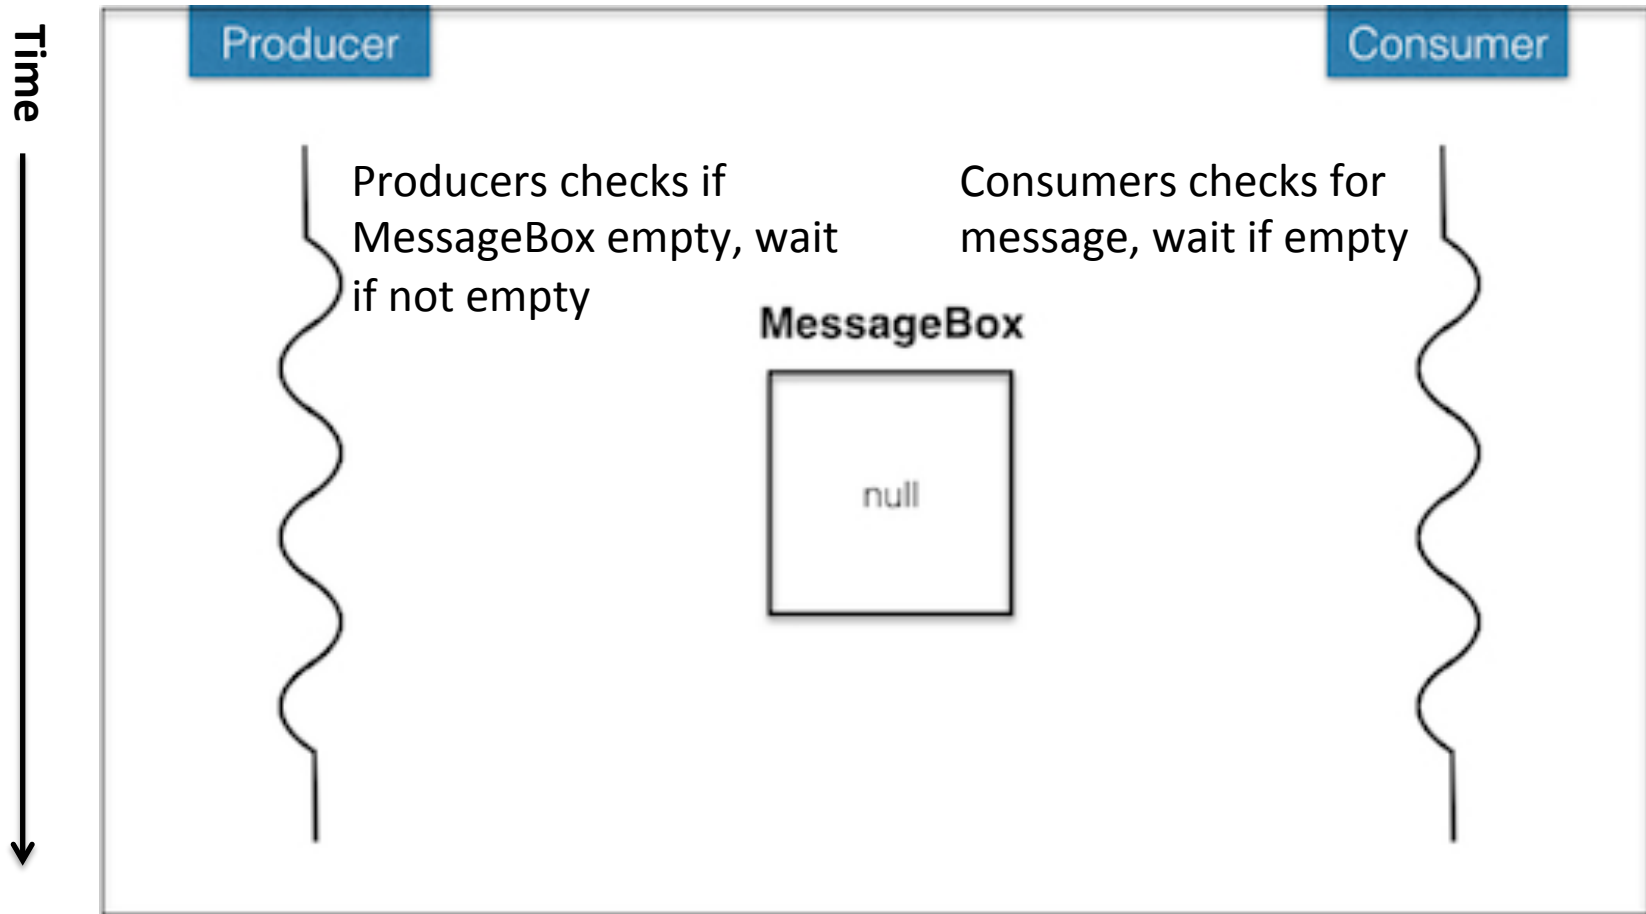 Time
Producer
Consumer
Producers checks if
MessageBox empty, wait
if not empty
Consumers checks for
message, wait if empty
MessageBox
null